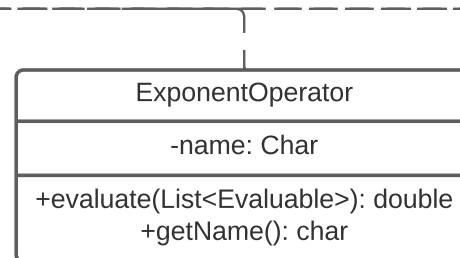 ExponentOperator
-name: Char
+evaluate(List<Evaluable>): double
+getName(): char